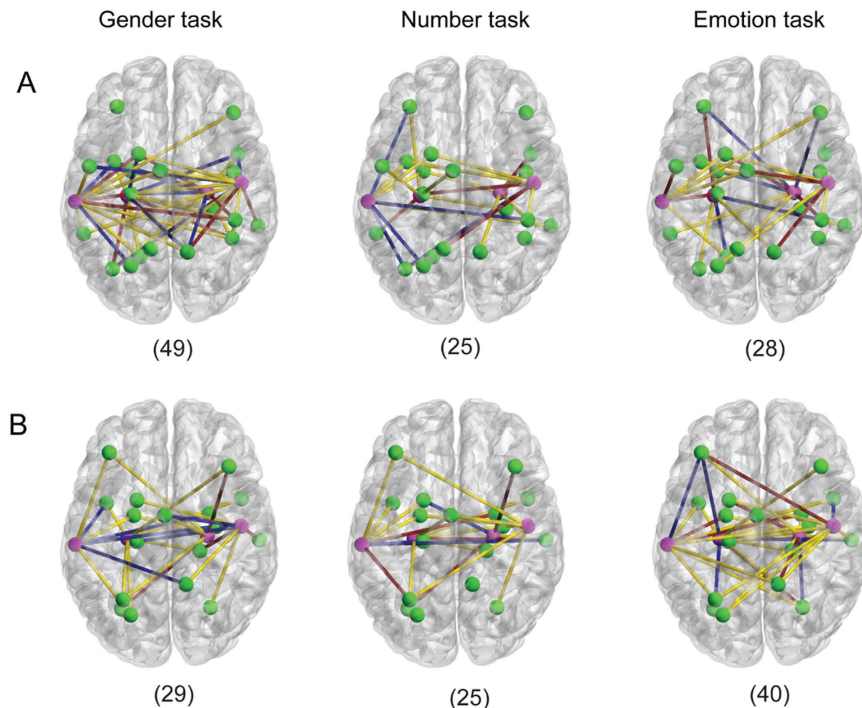 Gender task Number task Emotion task
A
(49) (25) (28)
B
(29) (25) (40)